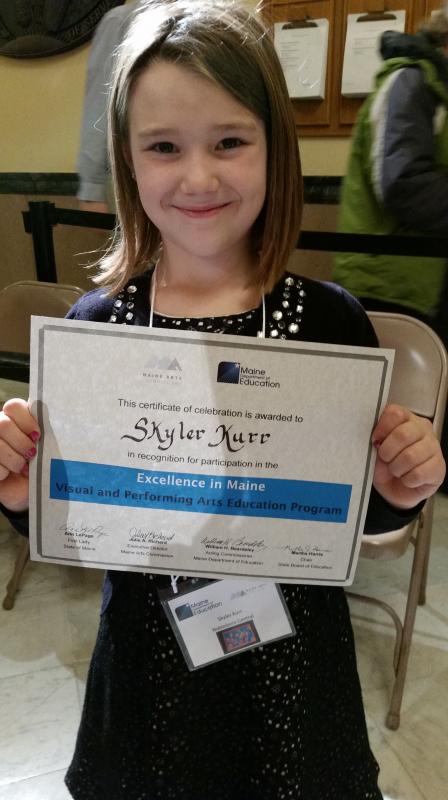 MAINE ARTS
Maine
Department of
Education
This certificate of celebration is awarded to
Skyler Kurr
in recognition for participation in the
Excellence in Maine
Visual and Performing Arts Education Program
Ann LePage
First Lady
State of Maine
Julie A. Richard
Executive Director
Maine Arts Commission
William H. Beardsley
Acting Commissioner
Maine Department of Education
Martha Harris
Chair
State Board of Education
Maine
Education
Skyler Kurr